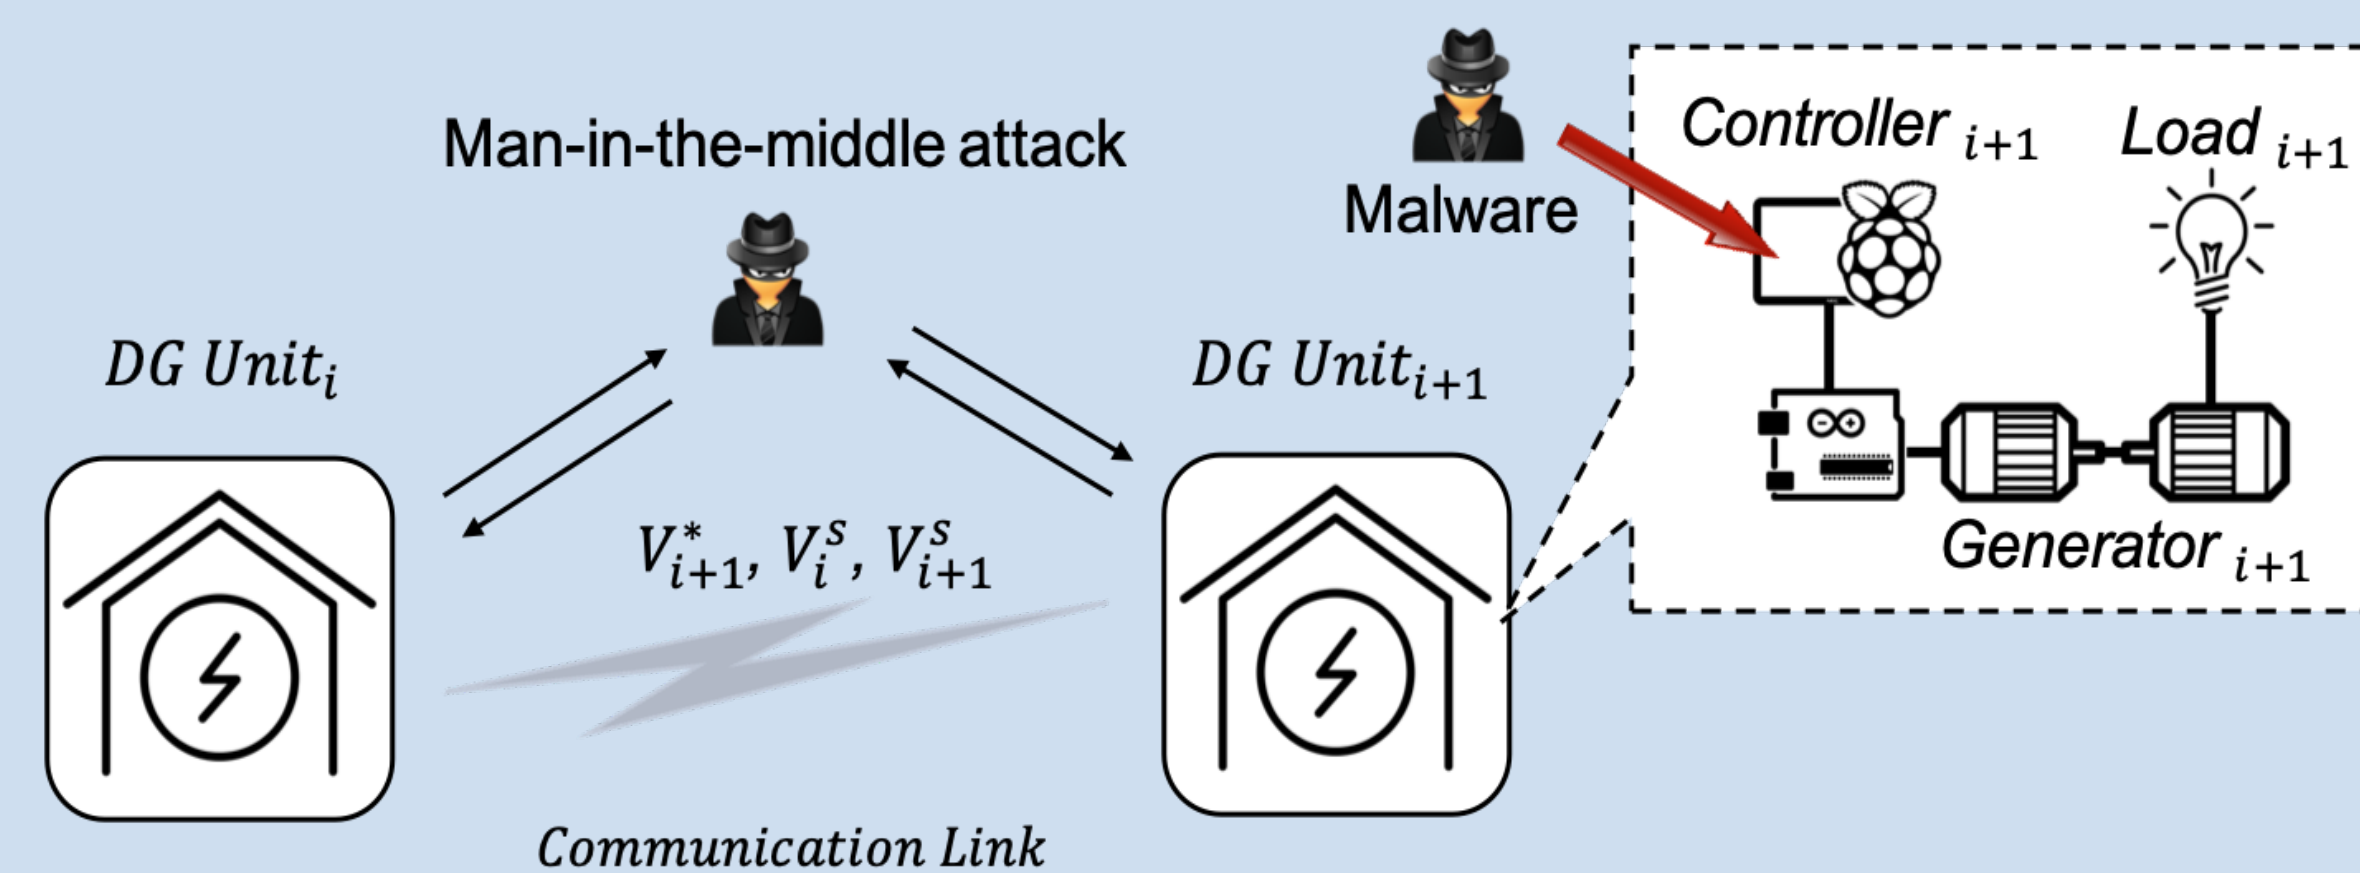 Man-in-the-middle attack
Malware
Controller i+1
Load i+1
DG Unit_i
DG Unit_{i+1}
V^*_{i+1}, V^s_i, V^s_{i+1}
Generator i+1
Communication Link